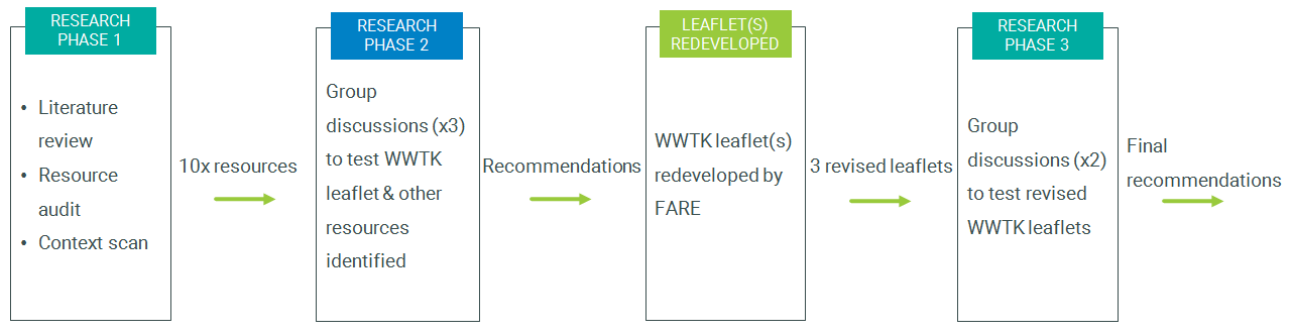 RESEARCH
PHASE 1
• Literature
review
• Resource
audit
• Context scan
10x resources
RESEARCH
PHASE 2
Group
discussions (x3)
to test WWTK
leaflet & other
resources
identified
Recommendations
LEAFLET(S)
REDEVELOPED
WWTK leaflet(s)
redeveloped by
FARE
3 revised leaflets
RESEARCH
PHASE 3
Group
discussions (x2)
to test revised
WWTK leaflets
Final
recommendations